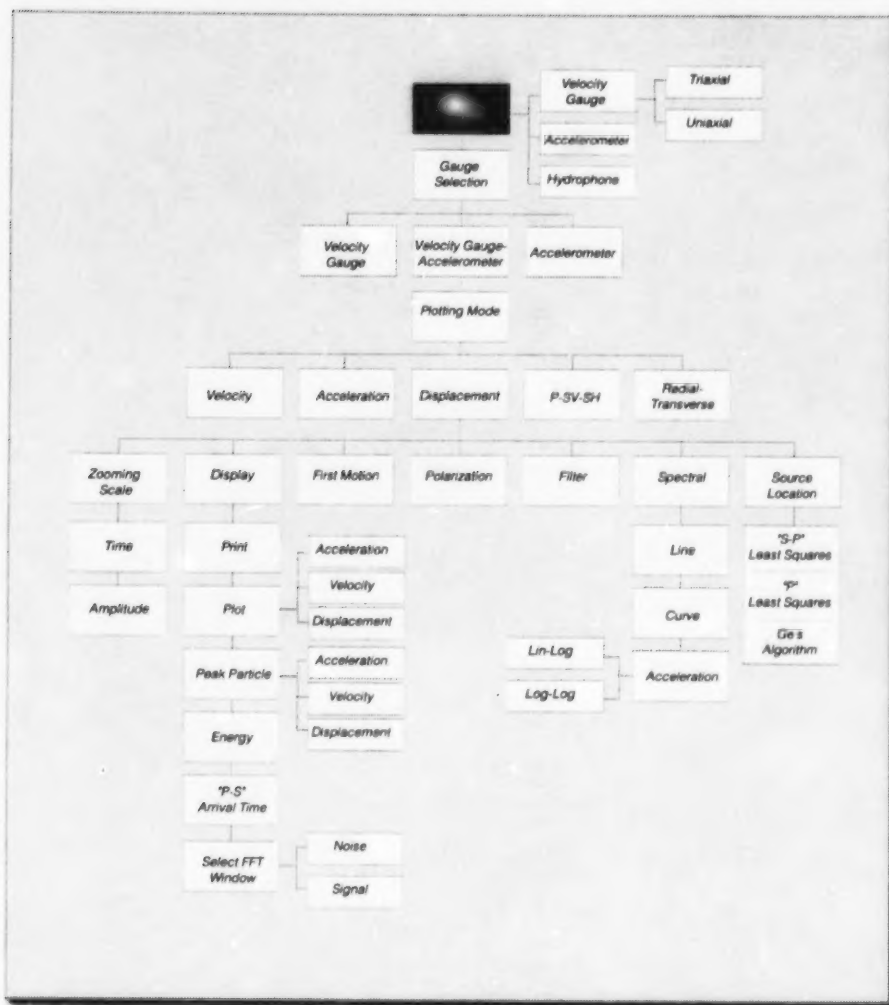 Velocity
Gauge
Triaxial
Uniaxial
Accelerometer
Hydrophone
Gauge
Selection
Velocity
Gauge
Velocity Gauge-
Accelerometer
Accelerometer
Plotting Mode
Velocity
Acceleration
Displacement
P-SV-SH
Radial-
Transverse
Zooming
Scale
Display
First Motion
Polarization
Filter
Spectral
Source
Location
Time
Print
Acceleration
Line
"S-P"
Least Squares
Amplitude
Plot
Velocity
Displacement
Curve
"P"
Least Squares
Ge's
Algorithm
Peak Particle
Acceleration
Velocity
Displacement
Lin-Log
Log-Log
Acceleration
Energy
"P-S"
Arrival Time
Select FFT
Window
Noise
Signal